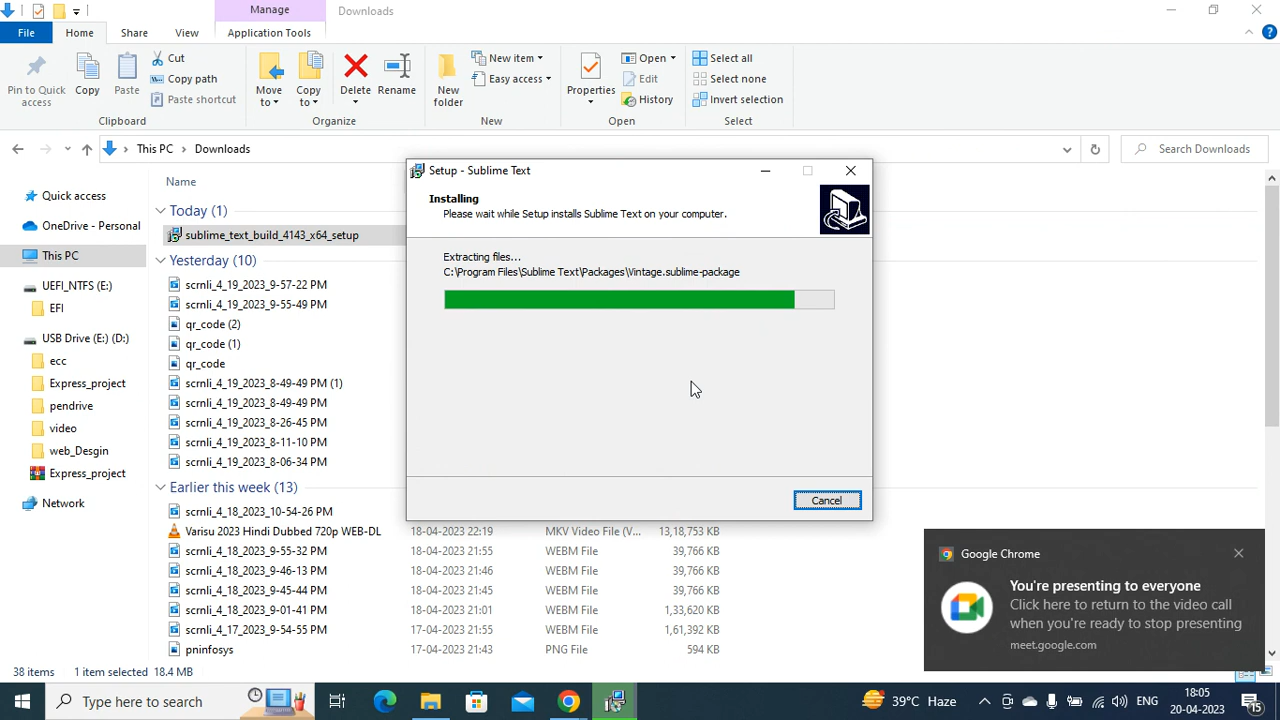 Manage
Downloads
File
Home
Share
View
Application Tools
Pin to Quick access
Copy
Paste
Cut
Copy path
Paste shortcut
Clipboard
Move to
Copy to
Delete
Rename
Organize
New folder
New item
Easy access
New
Properties
Open
Edit
History
Open
Select all
Select none
Invert selection
Select
This PC > Downloads
Search Downloads
Quick access
OneDrive - Personal
This PC
UEFI_NTFS (E:)
EFI
USB Drive (E:) (D:)
ecc
Express_project
pendrive
video
web_Desgin
Express_project
Network
Name
Today (1)
sublime_text_build_4143_x64_setup
Yesterday (10)
scrnli_4_19_2023_9-57-22 PM
scrnli_4_19_2023_9-55-49 PM
qr_code (2)
qr_code (1)
qr_code
scrnli_4_19_2023_8-49-49 PM (1)
scrnli_4_19_2023_8-49-49 PM
scrnli_4_19_2023_8-26-45 PM
scrnli_4_19_2023_8-11-10 PM
scrnli_4_19_2023_8-06-34 PM
Earlier this week (13)
scrnli_4_18_2023_10-54-26 PM
Varisu 2023 Hindi Dubbed 720p WEB-DL 18-04-2023 22:19 MKV Video File (V... 13,18,753 KB
scrnli_4_18_2023_9-55-32 PM 18-04-2023 21:55 WEBM File 39,766 KB
scrnli_4_18_2023_9-46-13 PM 18-04-2023 21:46 WEBM File 39,766 KB
scrnli_4_18_2023_9-45-44 PM 18-04-2023 21:45 WEBM File 39,766 KB
scrnli_4_18_2023_9-01-41 PM 18-04-2023 21:01 WEBM File 1,33,620 KB
scrnli_4_17_2023_9-54-55 PM 17-04-2023 21:55 WEBM File 1,61,392 KB
pninfosys 17-04-2023 21:43 PNG File 594 KB
Setup - Sublime Text
Installing
Please wait while Setup installs Sublime Text on your computer.
Extracting files...
C:\Program Files\Sublime Text\Packages\Vintage.sublime-package
Cancel
Google Chrome
You're presenting to everyone
Click here to return to the video call
when you're ready to stop presenting
meet.google.com
38 items 1 item selected 18.4 MB
Type here to search
39°C Haze
ENG
18:05
20-04-2023
15